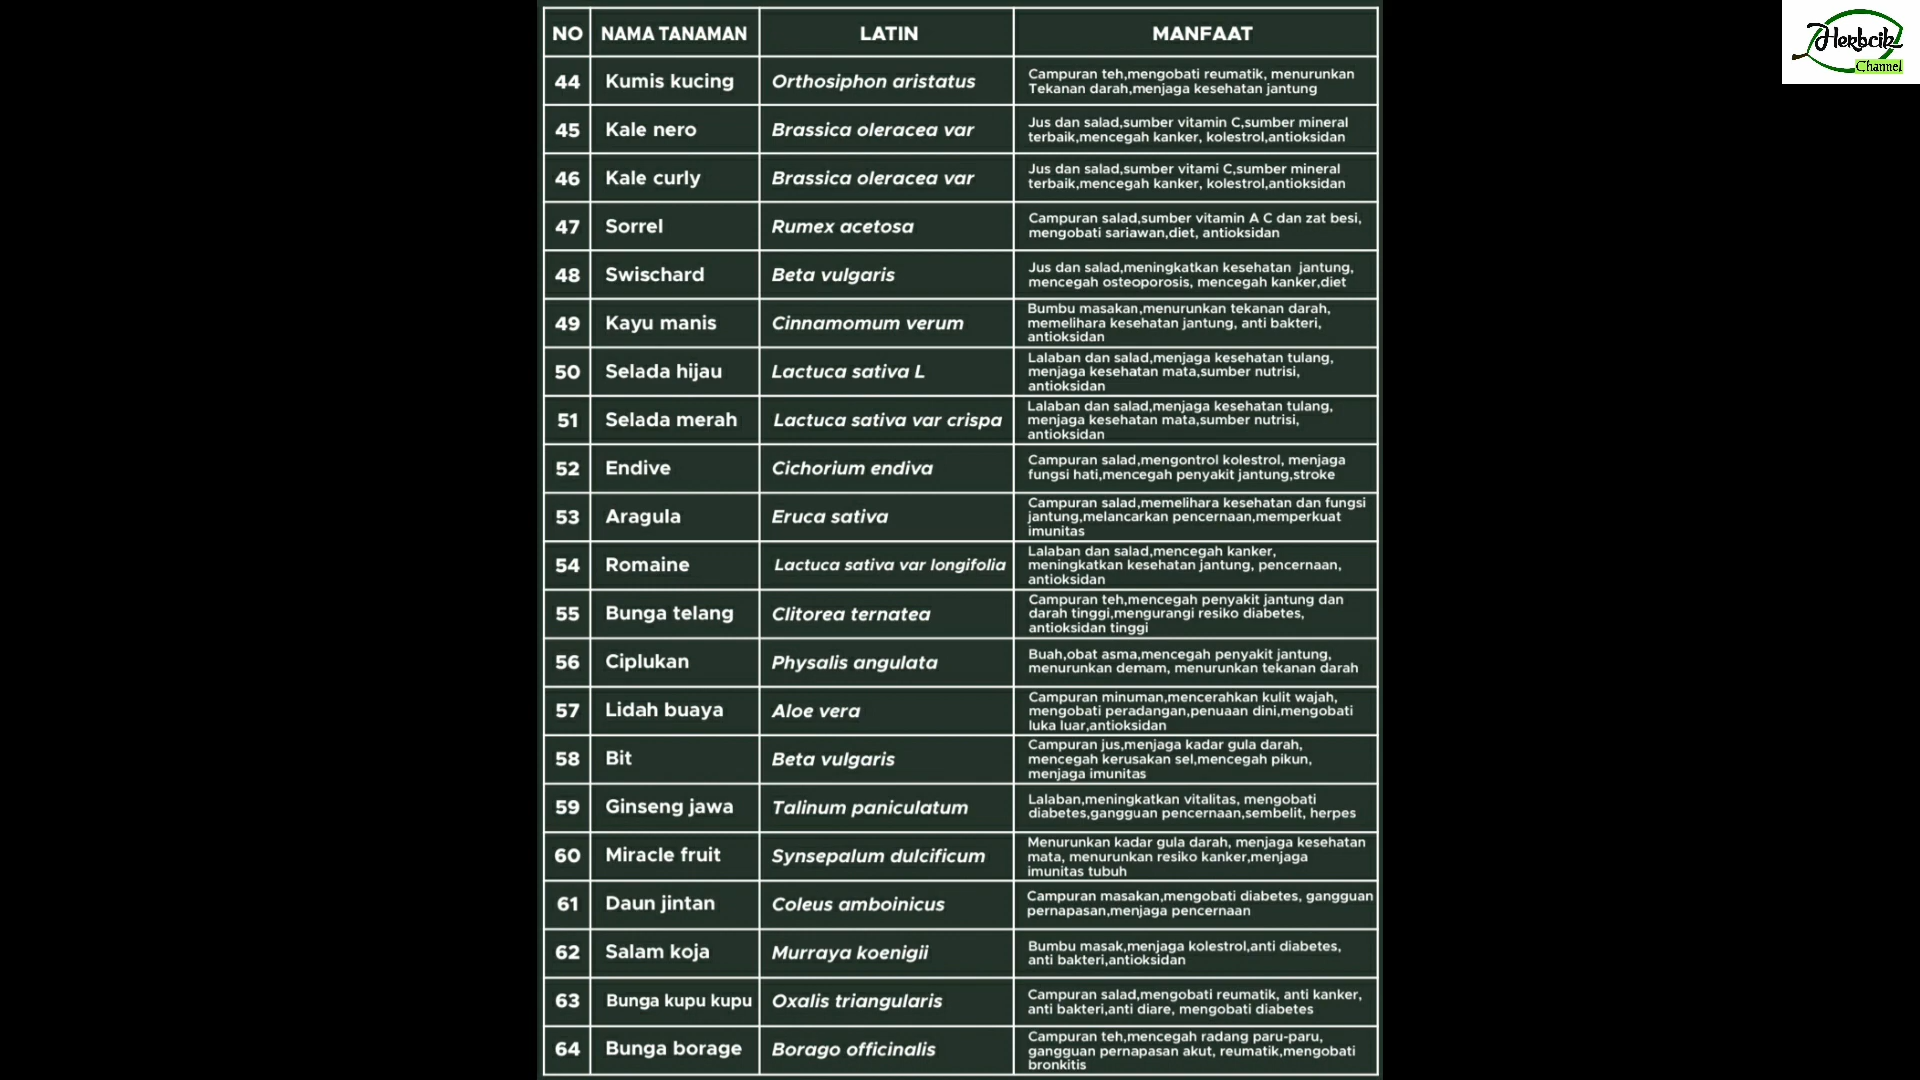 Herbcik
Channel
NO NAMA TANAMAN LATIN MANFAAT
44 Kumis kucing Orthosiphon aristatus Campuran teh,mengobati reumatik, menurunkan
Tekanan darah,menjaga kesehatan jantung
45 Kale nero Brassica oleracea var Jus dan salad,sumber vitamin C,sumber mineral
terbaik,mencegah kanker, kolestrol,antioksidan
46 Kale curly Brassica oleracea var Jus dan salad,sumber vitami C,sumber mineral
terbaik,mencegah kanker, kolestrol,antioksidan
47 Sorrel Rumex acetosa Campuran salad,sumber vitamin A C dan zat besi,
mengobati sariawan,diet, antioksidan
48 Swischard Beta vulgaris Jus dan salad,meningkatkan kesehatan jantung,
mencegah osteoporosis, mencegah kanker,diet
49 Kayu manis Cinnamomum verum Bumbu masakan,menurunkan tekanan darah,
memelihara kesehatan jantung, anti bakteri,
antioksidan
50 Selada hijau Lactuca sativa L Lalaban dan salad,menjaga kesehatan tulang,
menjaga kesehatan mata,sumber nutrisi,
antioksidan
51 Selada merah Lactuca sativa var crispa Lalaban dan salad,menjaga kesehatan tulang,
menjaga kesehatan mata,sumber nutrisi,
antioksidan
52 Endive Cichorium endiva Campuran salad,mengontrol kolestrol, menjaga
fungsi hati,mencegah penyakit jantung,stroke
53 Aragula Eruca sativa Campuran salad,memelihara kesehatan dan fungsi
jantung,melancarkan pencernaan,memperkuat
imunitas
54 Romaine Lactuca sativa var longifolia Lalaban dan salad,mencegah kanker,
meningkatkan kesehatan jantung, pencernaan,
antioksidan
55 Bunga telang Clitorea ternatea Campuran teh,mencegah penyakit jantung dan
darah tinggi,mengurangi resiko diabetes,
antioksidan tinggi
56 Ciplukan Physalis angulata Buah,obat asma,mencegah penyakit jantung,
menurunkan demam, menurunkan tekanan darah
57 Lidah buaya Aloe vera Campuran minuman,mencerahkan kulit wajah,
mengobati peradangan,penuaan dini,mengobati
luka luar,antioksidan
58 Bit Beta vulgaris Campuran jus,menjaga kadar gula darah,
mencegah kerusakan sel,mencegah pikun,
menjaga imunitas
59 Ginseng jawa Talinum paniculatum Lalaban,meningkatkan vitalitas, mengobati
diabetes,gangguan pencernaan,sembelit, herpes
60 Miracle fruit Synsepalum dulcificum Menurunkan kadar gula darah, menjaga kesehatan
mata, menurunkan resiko kanker,menjaga
imunitas tubuh
61 Daun jintan Coleus amboinicus Campuran masakan,mengobati diabetes, gangguan
pernapasan,menjaga pencernaan
62 Salam koja Murraya koenigii Bumbu masak,menjaga kolestrol,anti diabetes,
anti bakteri,antioksidan
63 Bunga kupu kupu Oxalis triangularis Campuran salad,mengobati reumatik, anti kanker,
anti bakteri,anti diare, mengobati diabetes
64 Bunga borage Borago officinalis Campuran teh,mencegah radang paru-paru,
gangguan pernapasan akut, reumatik,mengobati
bronkitis